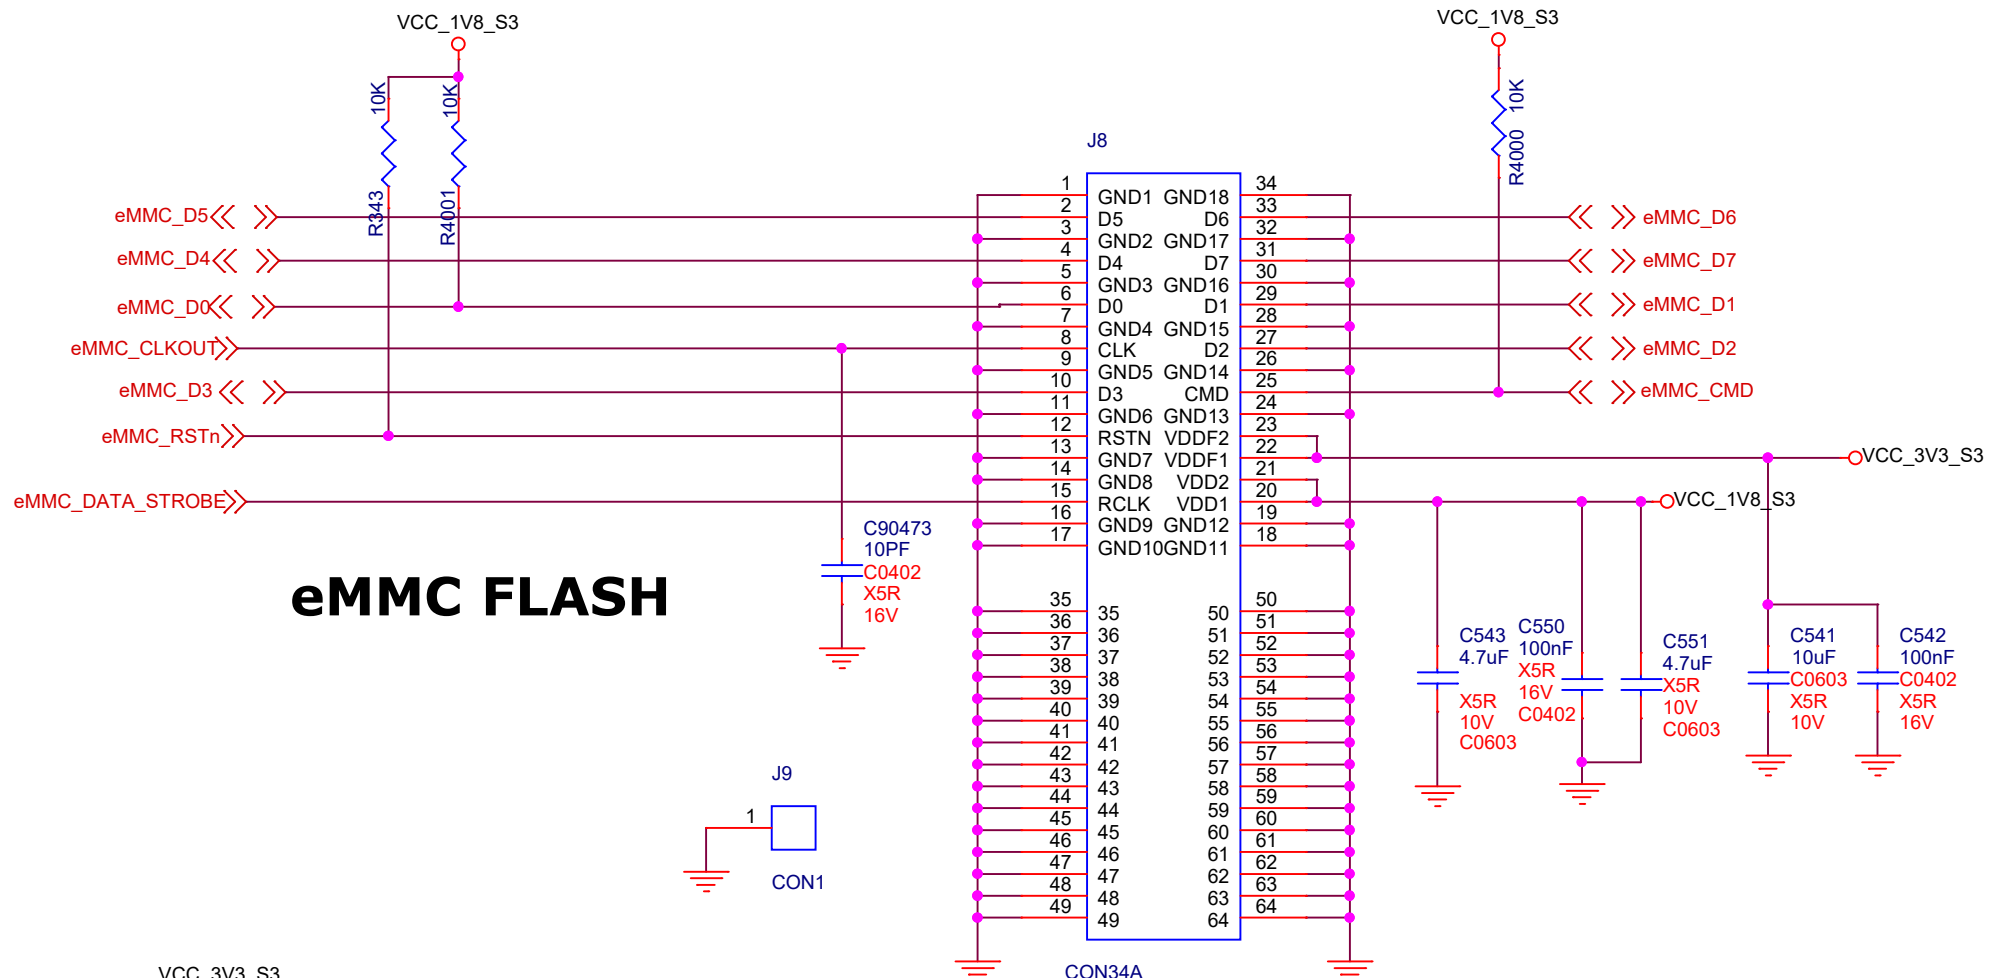 VCC_1V8_S3
VCC_1V8_S3
10K
10K
10K
R343
R4001
R4000
J8
eMMC_D5
eMMC_D4
eMMC_D0
eMMC_CLKOUT
eMMC_D3
eMMC_RSTn
eMMC_DATA_STROBE
1 GND1 GND18 34
2 D5 D6 33
3 GND2 GND17 32
4 D4 D7 31
5 GND3 GND16 30
6 D0 D1 29
7 GND4 GND15 28
8 CLK D2 27
9 GND5 GND14 26
10 D3 CMD 25
11 GND6 GND13 24
12 RSTN VDDF2 23
13 GND7 VDDF1 22
14 GND8 VDD2 21
15 RCLK VDD1 20
16 GND9 GND12 19
17 GND10 GND11 18
35 35 50 50
36 36 51 51
37 37 52 52
38 38 53 53
39 39 54 54
40 40 55 55
41 41 56 56
42 42 57 57
43 43 58 58
44 44 59 59
45 45 60 60
46 46 61 61
47 47 62 62
48 48 63 63
49 49 64 64
CON34A
eMMC_D6
eMMC_D7
eMMC_D1
eMMC_D2
eMMC_CMD
VCC_3V3_S3
VCC_1V8_S3
C90473
10PF
C0402
X5R
16V
eMMC FLASH
C543
4.7uF
X5R
10V
C0603
C550
100nF
X5R
16V
C0402
C551
4.7uF
X5R
10V
C0603
C541
10uF
C0603
X5R
10V
C542
100nF
C0402
X5R
16V
J9
1
CON1
VCC_3V3_S3